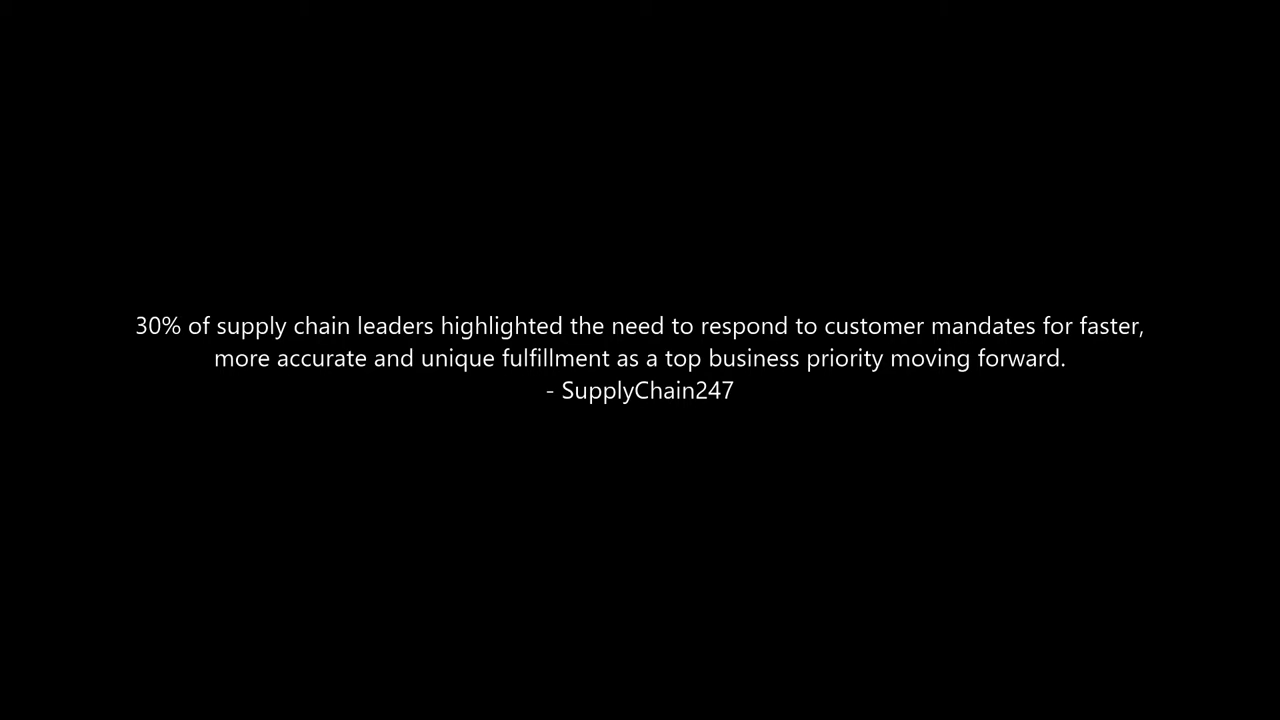 30% of supply chain leaders highlighted the need to respond to customer mandates for faster,
more accurate and unique fulfillment as a top business priority moving forward.
- SupplyChain247